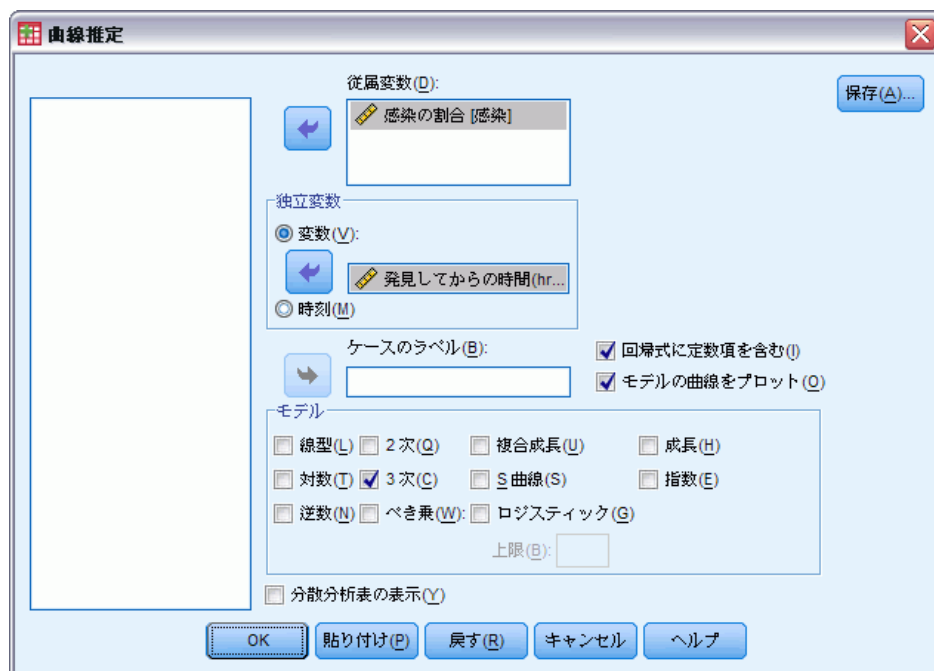 曲線推定
従属変数(D):
保存(A)...
感染の割合 [感染]
独立変数
変数(V):
発見してからの時間(hr...
時刻(M)
ケースのラベル(B):
回帰式に定数項を含む(I)
モデルの曲線をプロット(O)
モデル
線型(L) 2次(Q) 複合成長(U) 成長(H)
対数(T) 3次(C) S曲線(S) 指数(E)
逆数(N) べき乗(W): ロジスティック(G)
上限(B):
分散分析表の表示(Y)
OK 貼り付け(P) 戻す(R) キャンセル ヘルプ